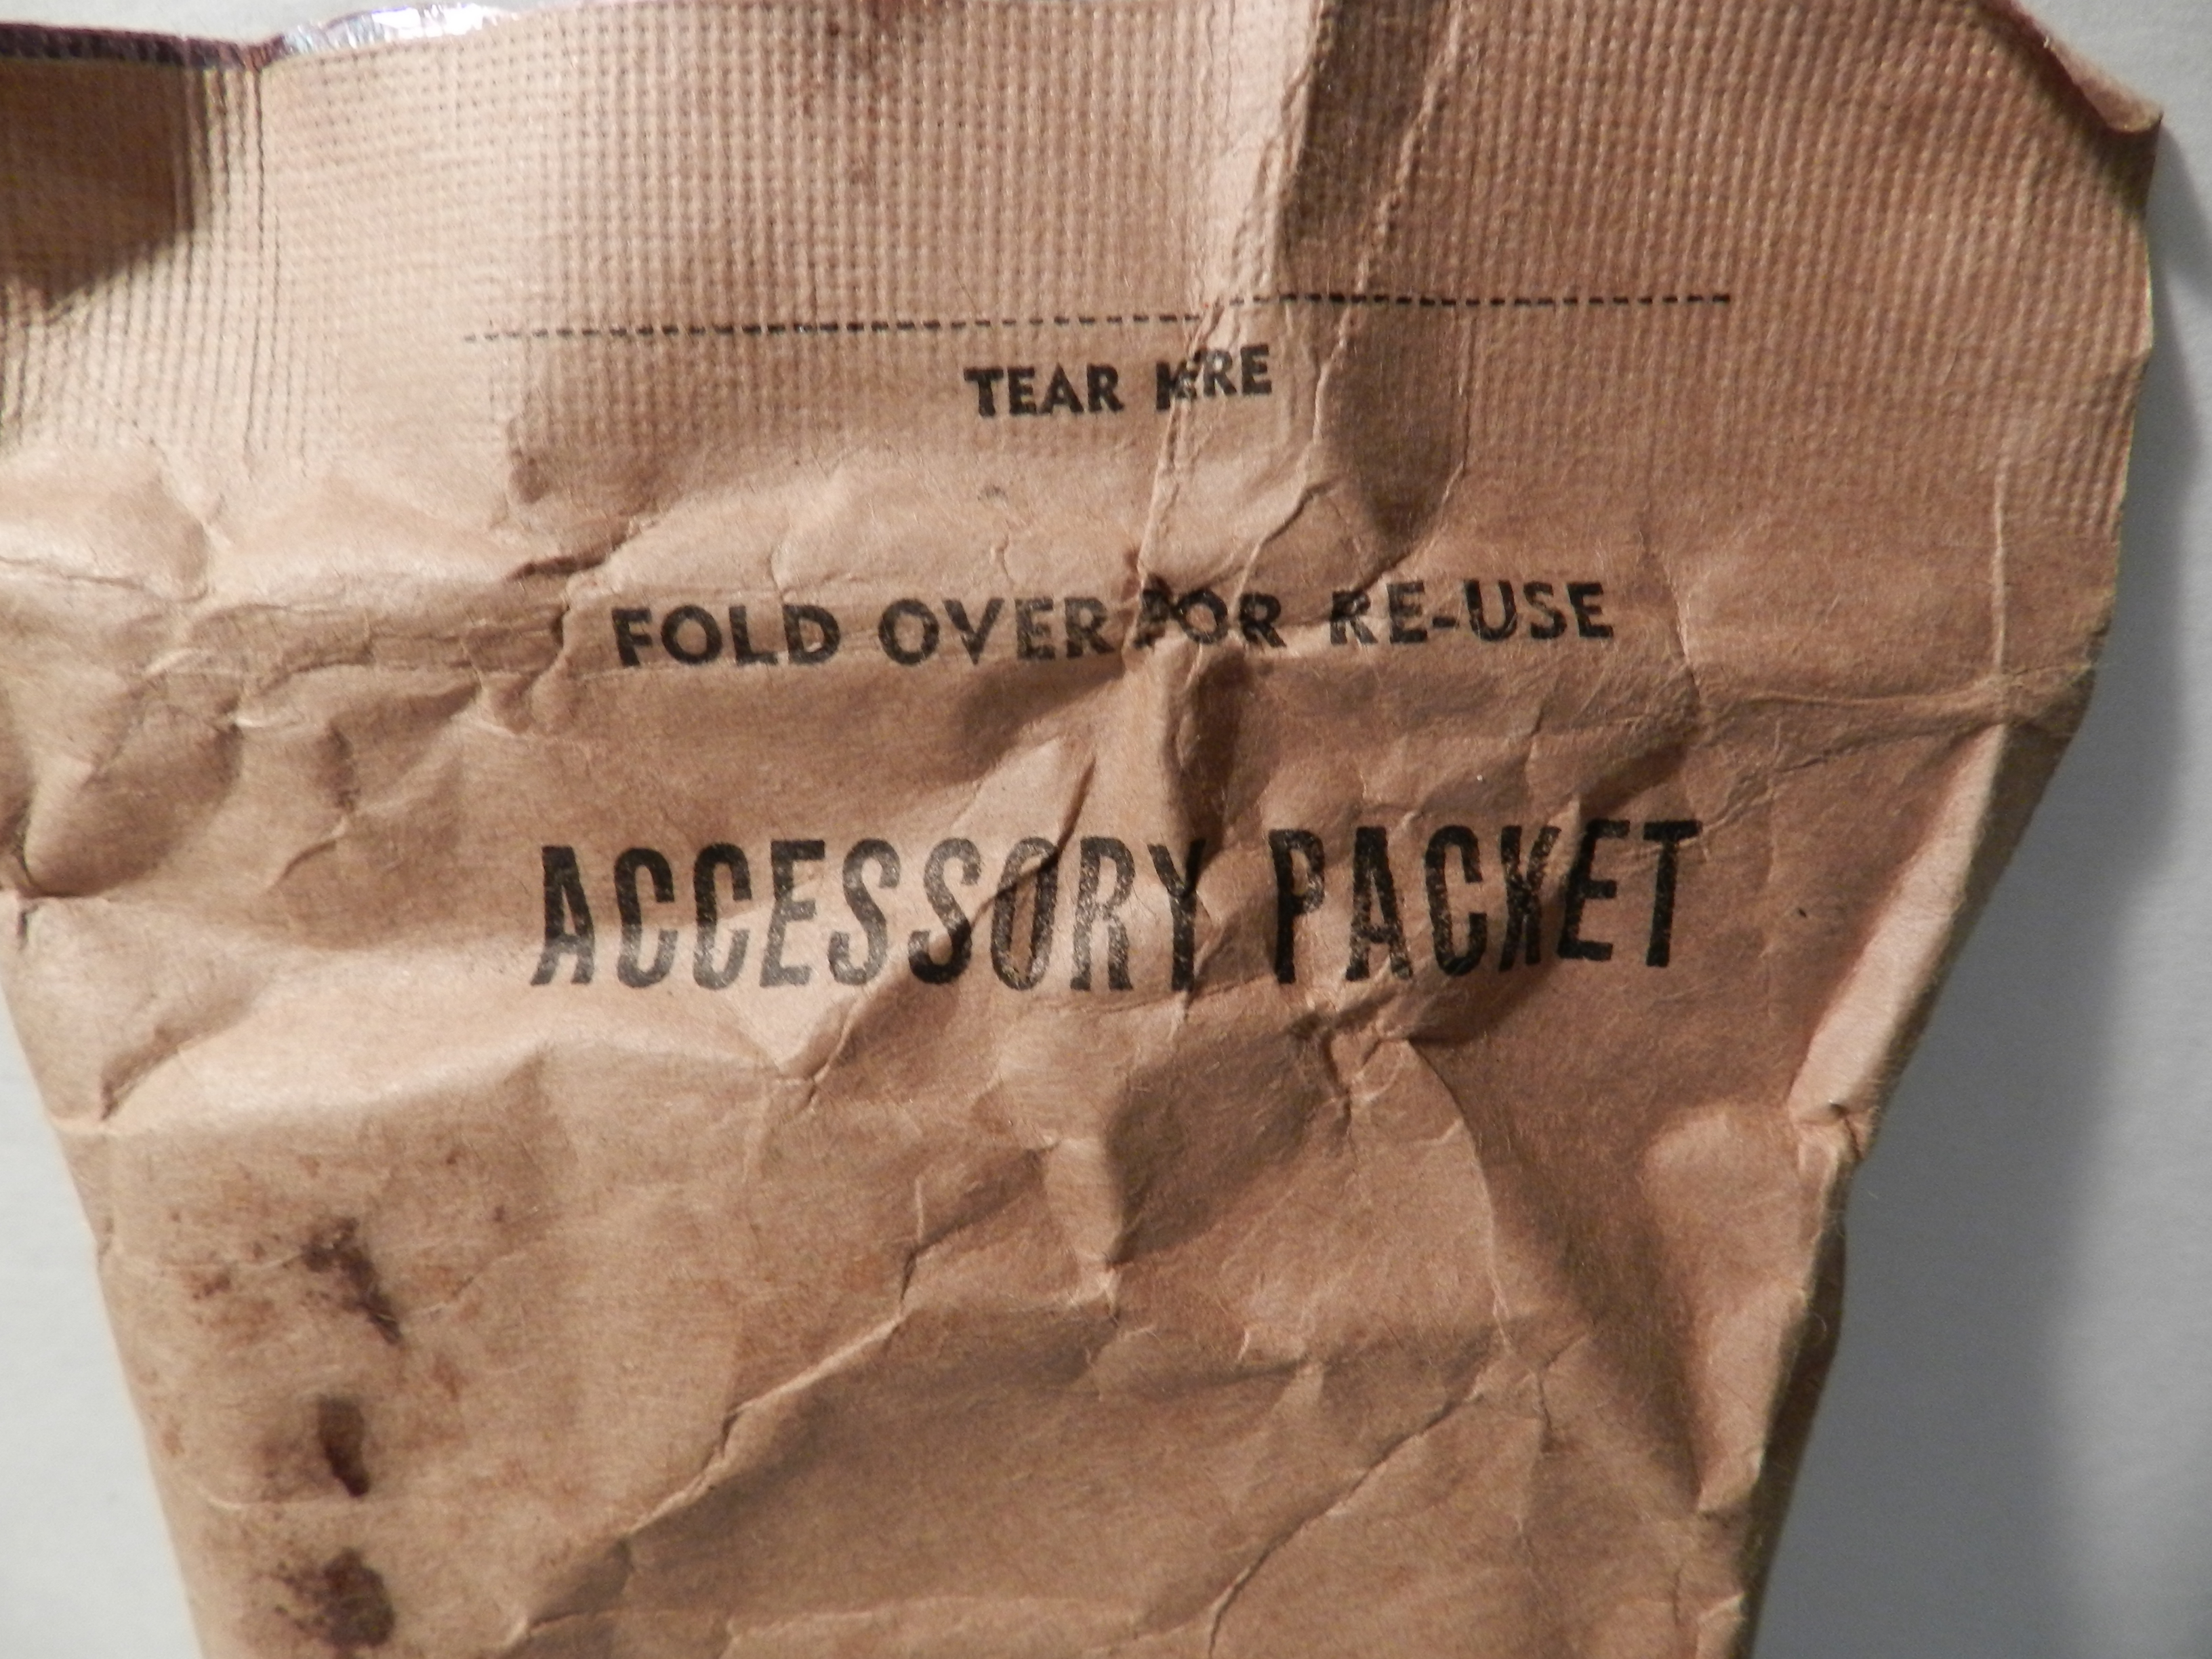 TEAR HERE
FOLD OVER FOR RE-USE
ACCESSORY PACKET